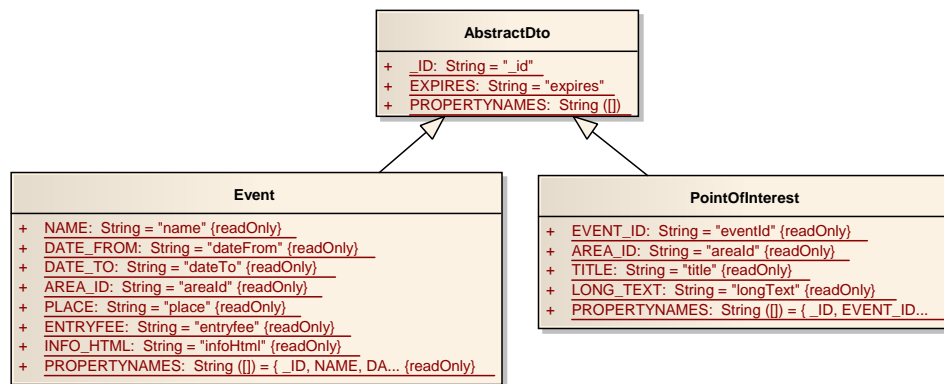 AbstractDto
+ _ID: String = "_id"
+ EXPIRES: String = "expires"
+ PROPERTYNAMES: String ([])
Event
+ NAME: String = "name" {readOnly}
+ DATE_FROM: String = "dateFrom" {readOnly}
+ DATE_TO: String = "dateTo" {readOnly}
+ AREA_ID: String = "areaId" {readOnly}
+ PLACE: String = "place" {readOnly}
+ ENTRYFEE: String = "entryfee" {readOnly}
+ INFO_HTML: String = "infoHtml" {readOnly}
+ PROPERTYNAMES: String ([]) = { _ID, NAME, DA... {readOnly}
PointOfInterest
+ EVENT_ID: String = "eventId" {readOnly}
+ AREA_ID: String = "areaId" {readOnly}
+ TITLE: String = "title" {readOnly}
+ LONG_TEXT: String = "longText" {readOnly}
+ PROPERTYNAMES: String ([]) = { _ID, EVENT_ID...